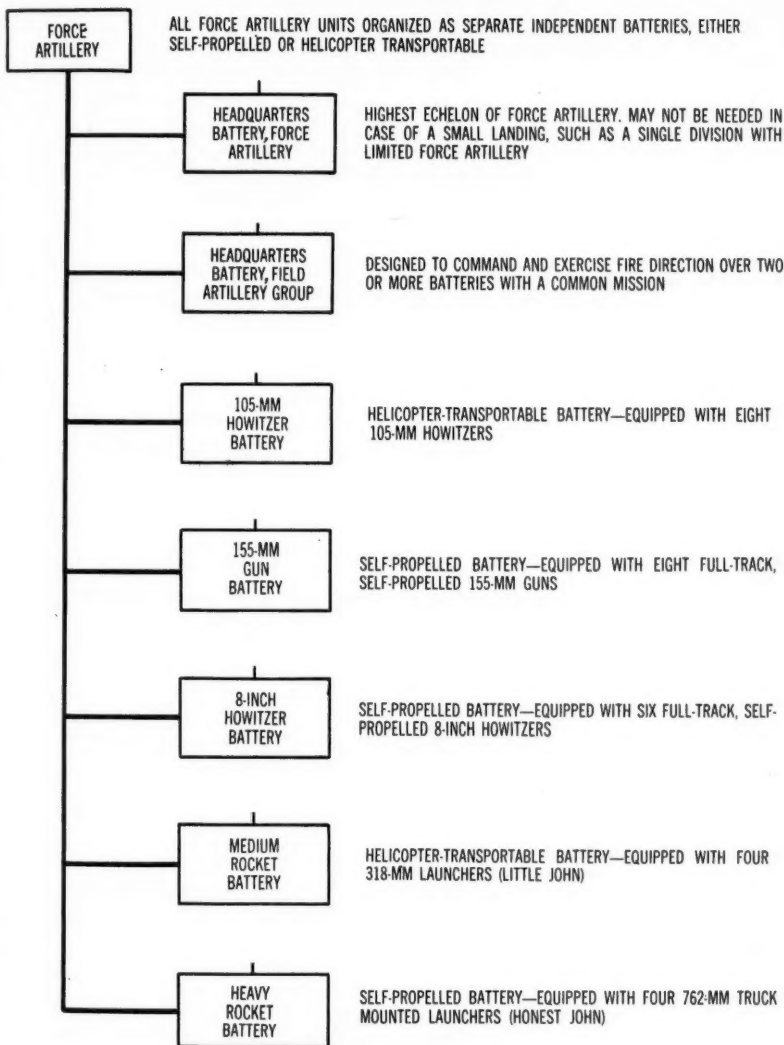 FORCE
ARTILLERY
ALL FORCE ARTILLERY UNITS ORGANIZED AS SEPARATE INDEPENDENT BATTERIES, EITHER
SELF-PROPELLED OR HELICOPTER TRANSPORTABLE
HEADQUARTERS
BATTERY, FORCE
ARTILLERY
HIGHEST ECHELON OF FORCE ARTILLERY. MAY NOT BE NEEDED IN
CASE OF A SMALL LANDING, SUCH AS A SINGLE DIVISION WITH
LIMITED FORCE ARTILLERY
HEADQUARTERS
BATTERY, FIELD
ARTILLERY GROUP
DESIGNED TO COMMAND AND EXERCISE FIRE DIRECTION OVER TWO
OR MORE BATTERIES WITH A COMMON MISSION
105-MM
HOWITZER
BATTERY
HELICOPTER-TRANSPORTABLE BATTERY—EQUIPPED WITH EIGHT
105-MM HOWITZERS
155-MM
GUN
BATTERY
SELF-PROPELLED BATTERY—EQUIPPED WITH EIGHT FULL-TRACK,
SELF-PROPELLED 155-MM GUNS
8-INCH
HOWITZER
BATTERY
SELF-PROPELLED BATTERY—EQUIPPED WITH SIX FULL-TRACK, SELF-
PROPELLED 8-INCH HOWITZERS
MEDIUM
ROCKET
BATTERY
HELICOPTER-TRANSPORTABLE BATTERY—EQUIPPED WITH FOUR
318-MM LAUNCHERS (LITTLE JOHN)
HEAVY
ROCKET
BATTERY
SELF-PROPELLED BATTERY—EQUIPPED WITH FOUR 762-MM TRUCK
MOUNTED LAUNCHERS (HONEST JOHN)